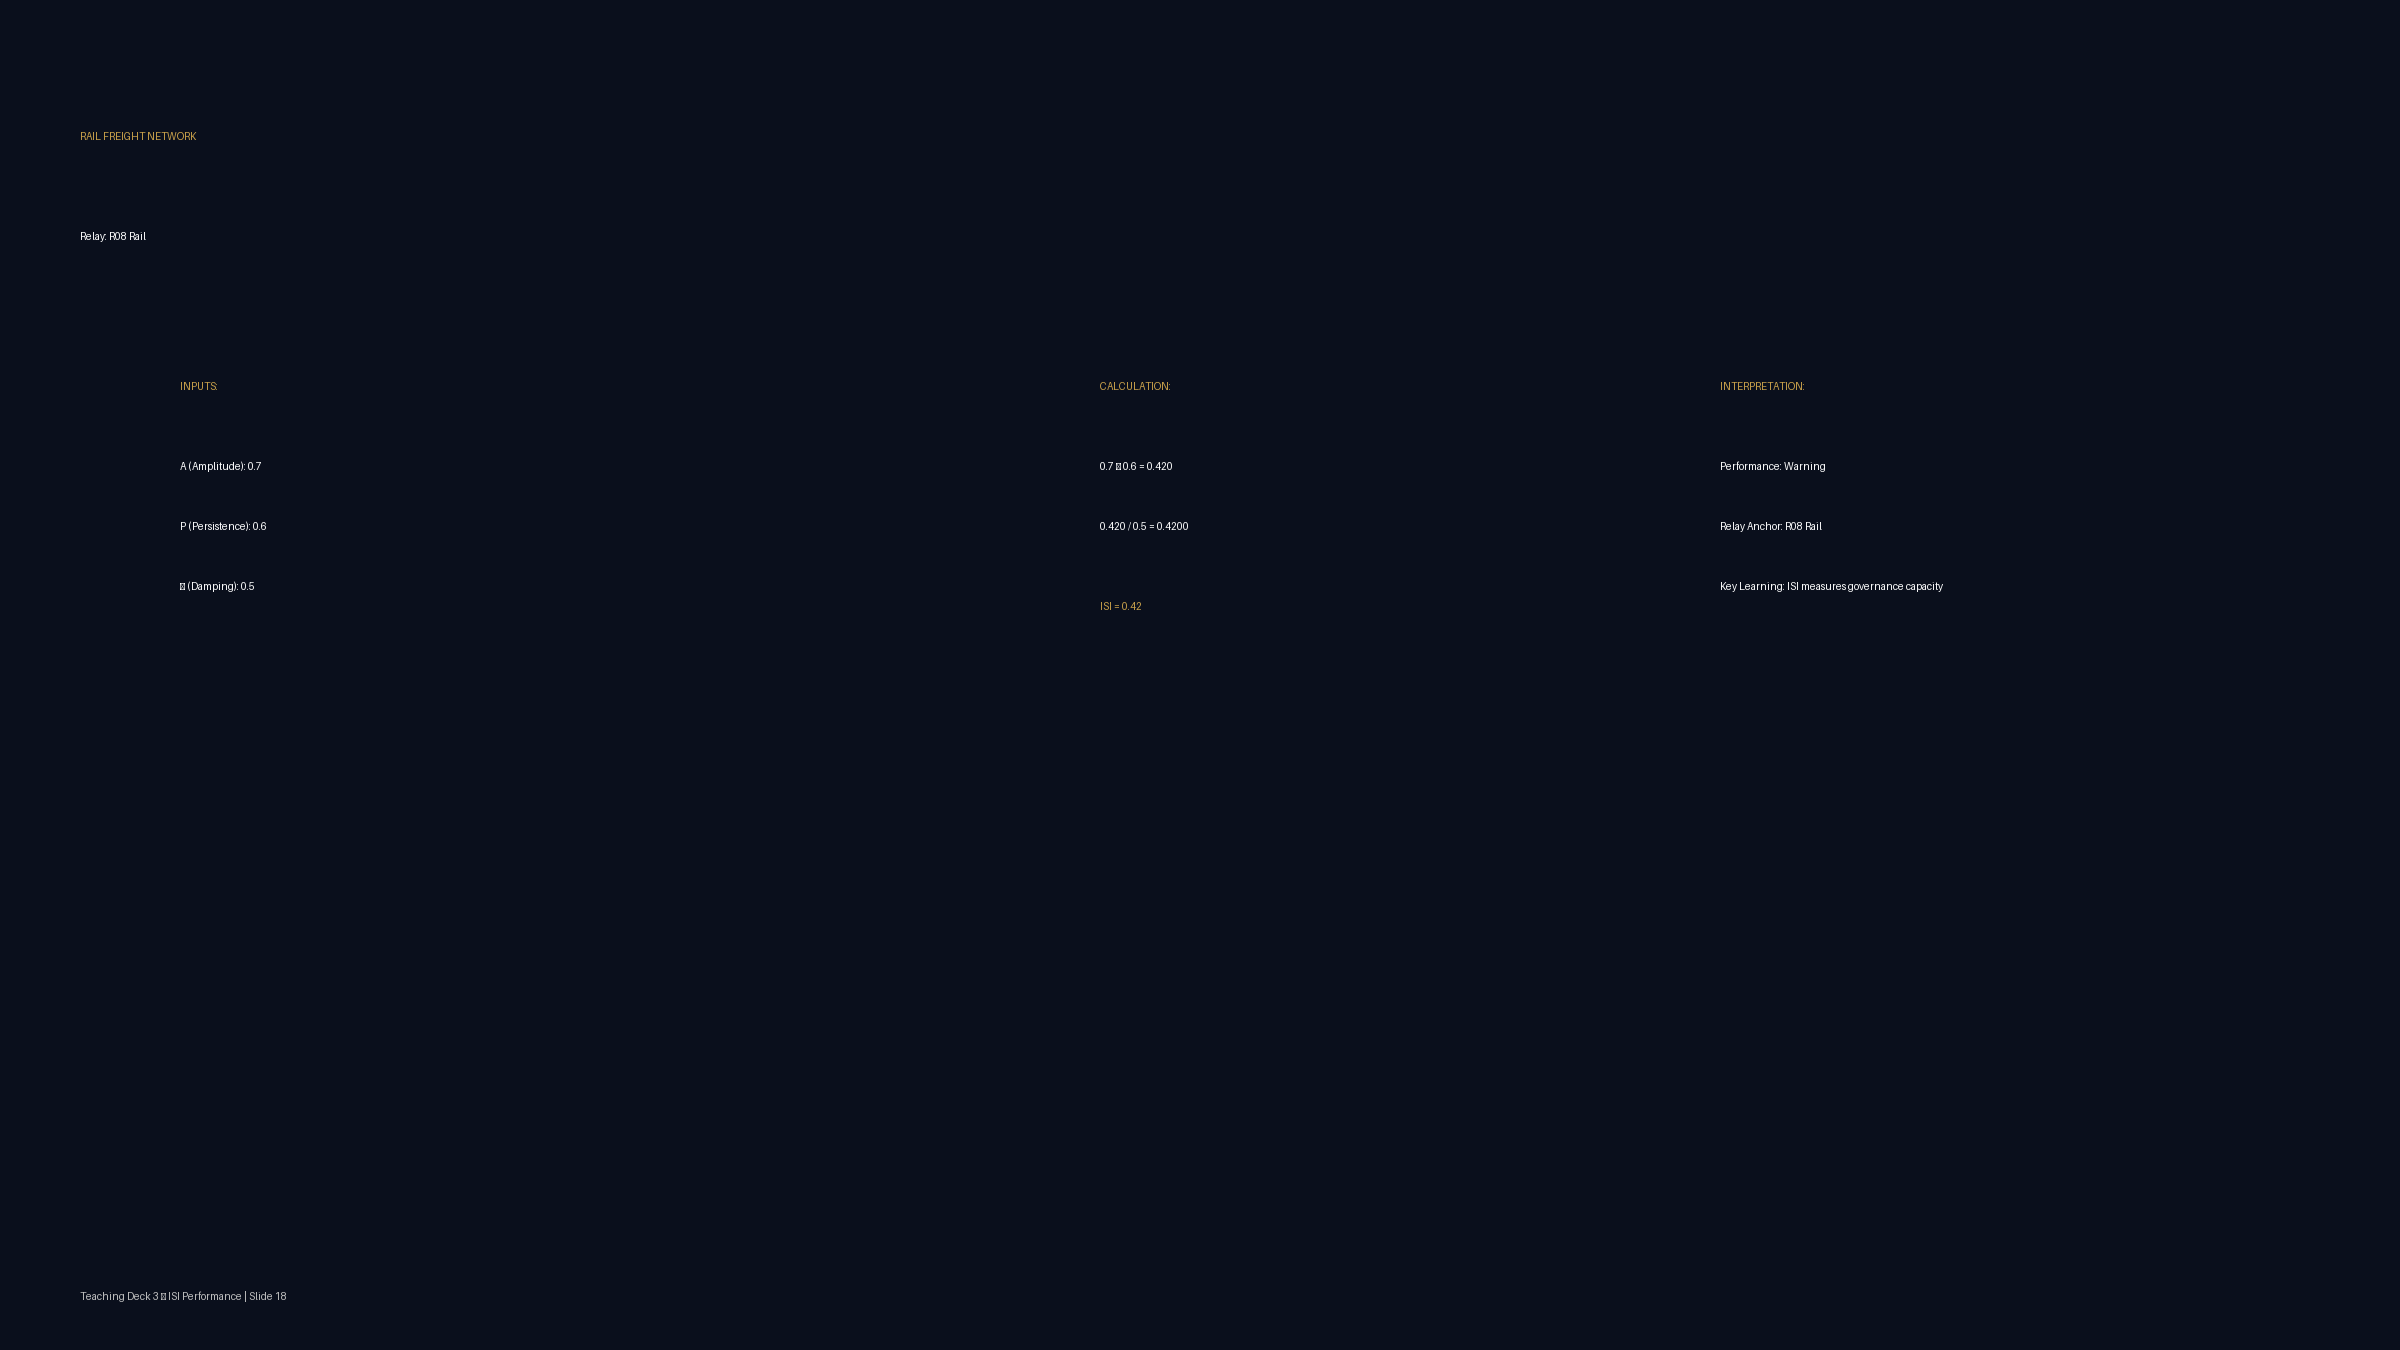 RAIL FREIGHT NETWORK
Relay: R08 Rail
INPUTS:
A (Amplitude): 0.7
P (Persistence): 0.6
(Damping): 0.5
CALCULATION:
0.7 0.6 = 0.420
0.420 / 0.5 = 0.4200
ISI = 0.42
INTERPRETATION:
Performance: Warning
Relay Anchor: R08 Rail
Key Learning: ISI measures governance capacity
Teaching Deck 3 ISI Performance | Slide 18